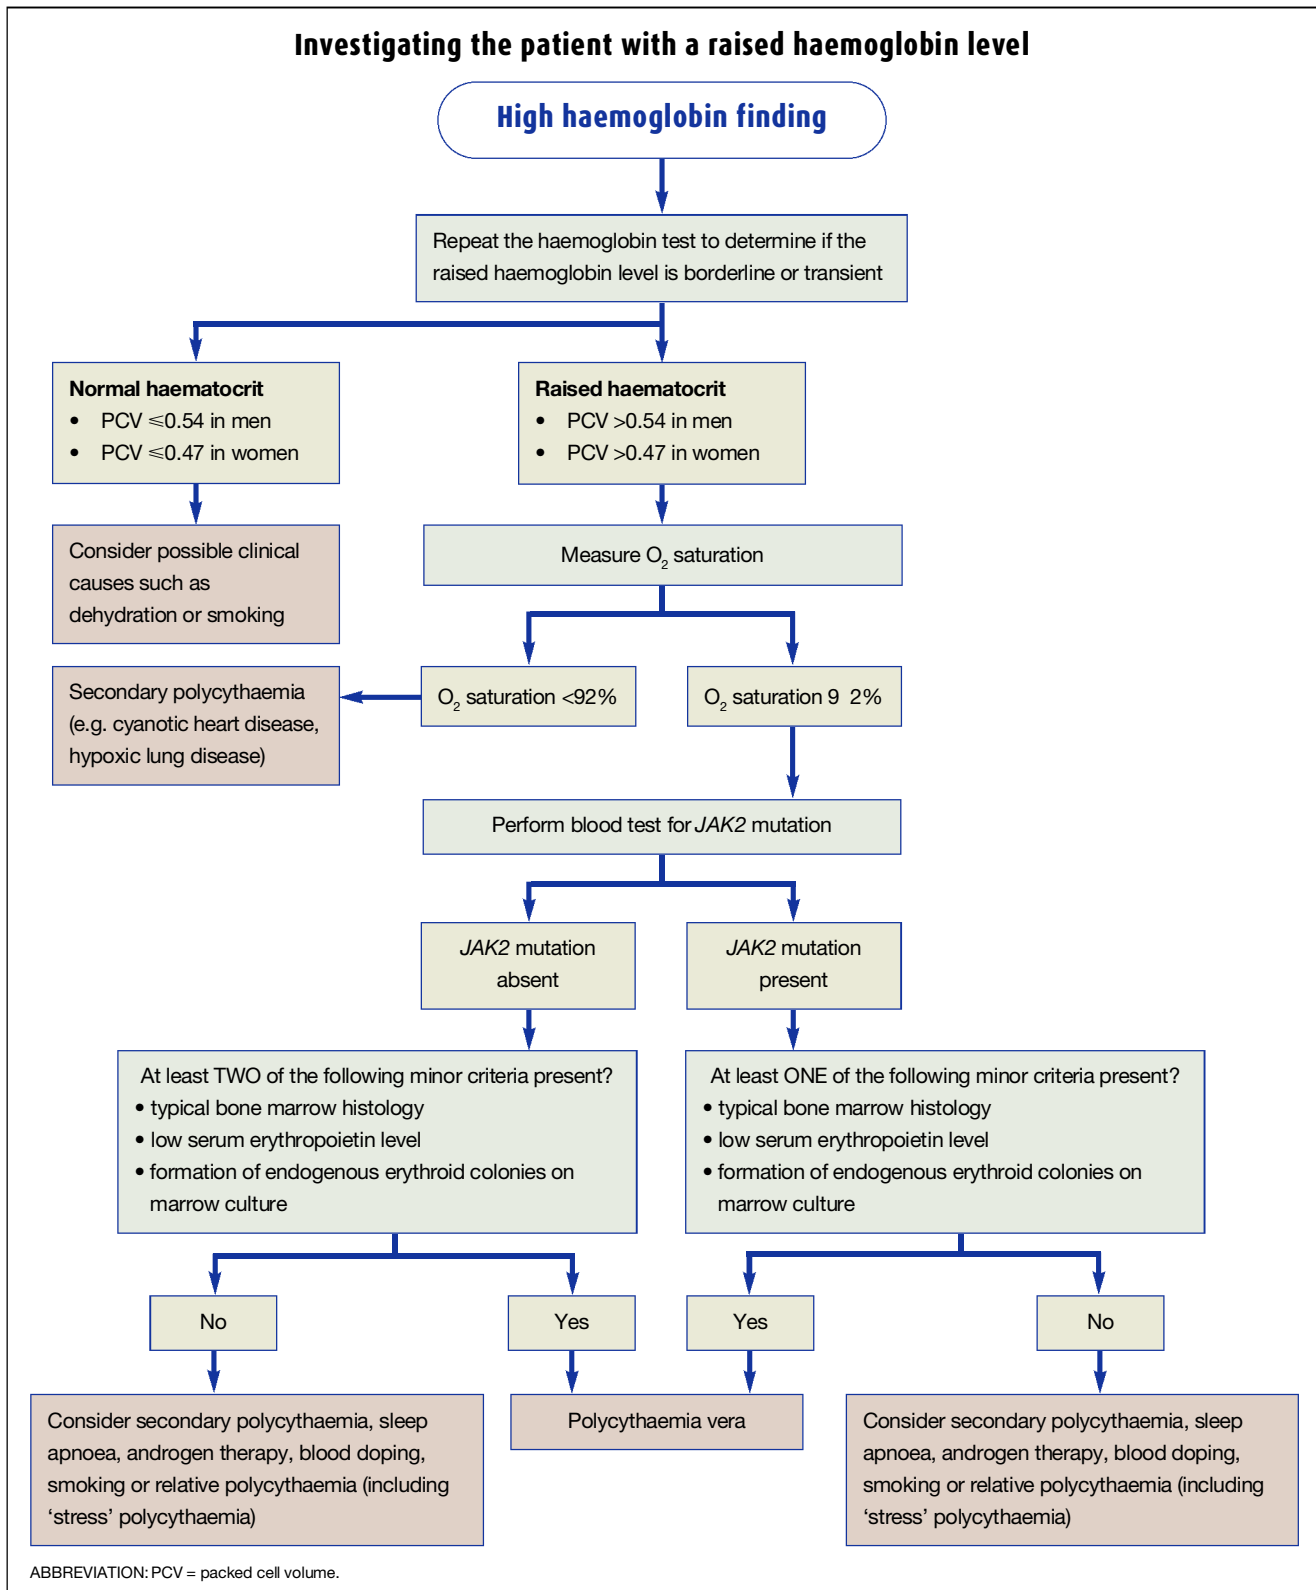 Investigating the patient with a raised haemoglobin level
High haemoglobin finding
Repeat the haemoglobin test to determine if the
raised haemoglobin level is borderline or transient
Normal haematocrit
• PCV ⩽0.54 in men
• PCV ⩽0.47 in women
Raised haematocrit
• PCV >0.54 in men
• PCV >0.47 in women
Consider possible clinical
causes such as
dehydration or smoking
Measure O₂ saturation
Secondary polycythaemia
(e.g. cyanotic heart disease,
hypoxic lung disease)
O₂ saturation <92%
O₂ saturation 9 2%
Perform blood test for JAK2 mutation
JAK2 mutation
absent
JAK2 mutation
present
At least TWO of the following minor criteria present?
• typical bone marrow histology
• low serum erythropoietin level
• formation of endogenous erythroid colonies on
marrow culture
At least ONE of the following minor criteria present?
• typical bone marrow histology
• low serum erythropoietin level
• formation of endogenous erythroid colonies on
marrow culture
No
Yes
Yes
No
Consider secondary polycythaemia, sleep
apnoea, androgen therapy, blood doping,
smoking or relative polycythaemia (including
‘stress’ polycythaemia)
Polycythaemia vera
Consider secondary polycythaemia, sleep
apnoea, androgen therapy, blood doping,
smoking or relative polycythaemia (including
‘stress’ polycythaemia)
ABBREVIATION: PCV = packed cell volume.